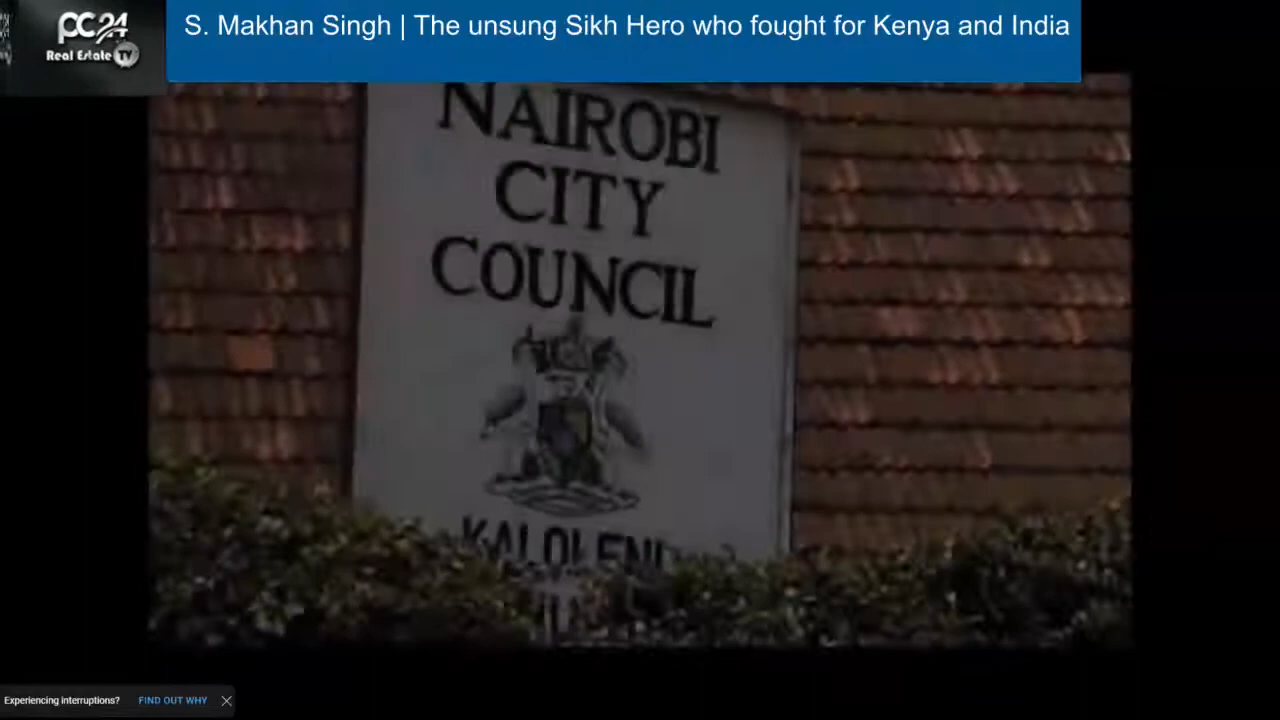 S. Makhan Singh | The unsung Sikh Hero who fought for Kenya and India
PC24
Real Estate TV
NAIROBI
CITY
COUNCIL
KALOLENI
Experiencing interruptions? FIND OUT WHY